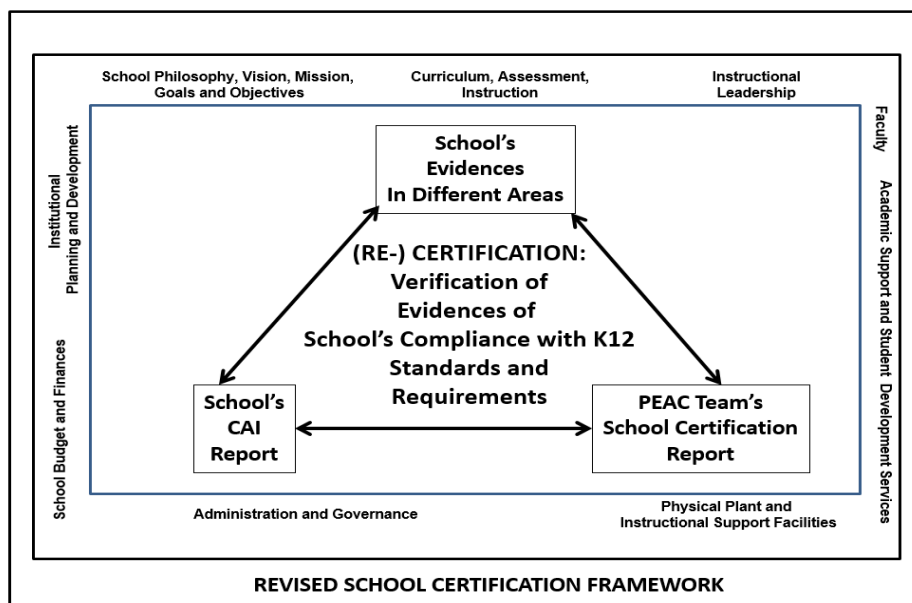 School Philosophy, Vision, Mission,
Goals and Objectives
Curriculum, Assessment,
Instruction
Instructional
Leadership
Faculty
Academic Support and Student Development Services
Institutional
Planning and Development
School Budget and Finances
School's
Evidences
In Different Areas
(RE-) CERTIFICATION:
Verification of
Evidences of
School's Compliance with K12
Standards and
Requirements
School's
CAI
Report
PEAC Team's
School Certification
Report
Administration and Governance
Physical Plant and
Instructional Support Facilities
REVISED SCHOOL CERTIFICATION FRAMEWORK